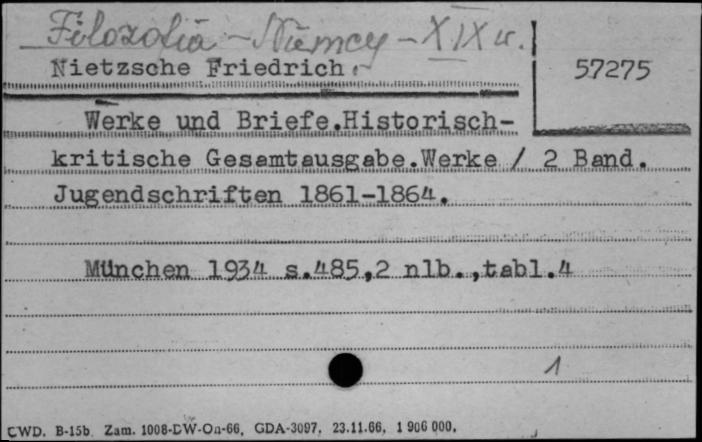 Filozofia - Niemcy - XIX w.
Nietzsche Friedrich
57275
Werke und Briefe.Historisch-
kritische Gesamtausgabe.Werke / 2 Band.
Jugendschriften 1861-1864.
München 1934 s.485,2 nlb.,tabl.4
1
CWD. B-15b. Zam. 1008-DW-On-66, GDA-3097, 23.11.66, 1 906 000,